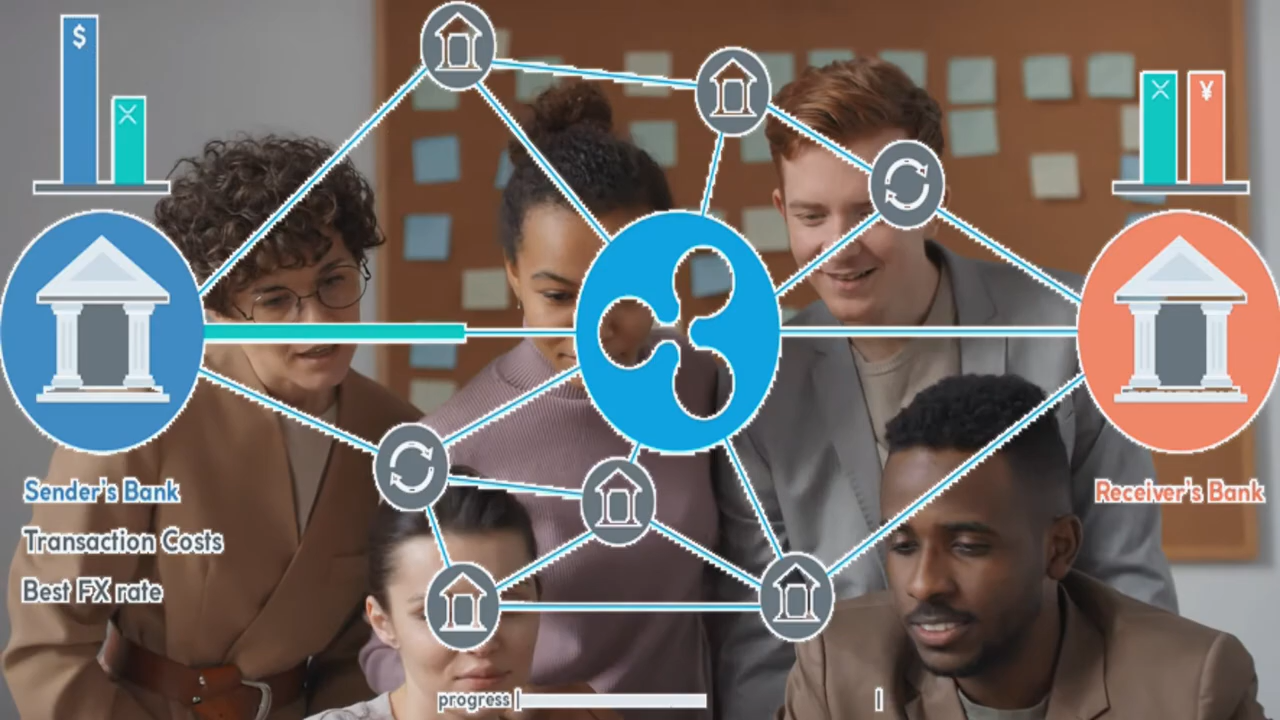 $
¥
Sender's Bank
Receiver's Bank
Transaction Costs
Best FX rate
progress